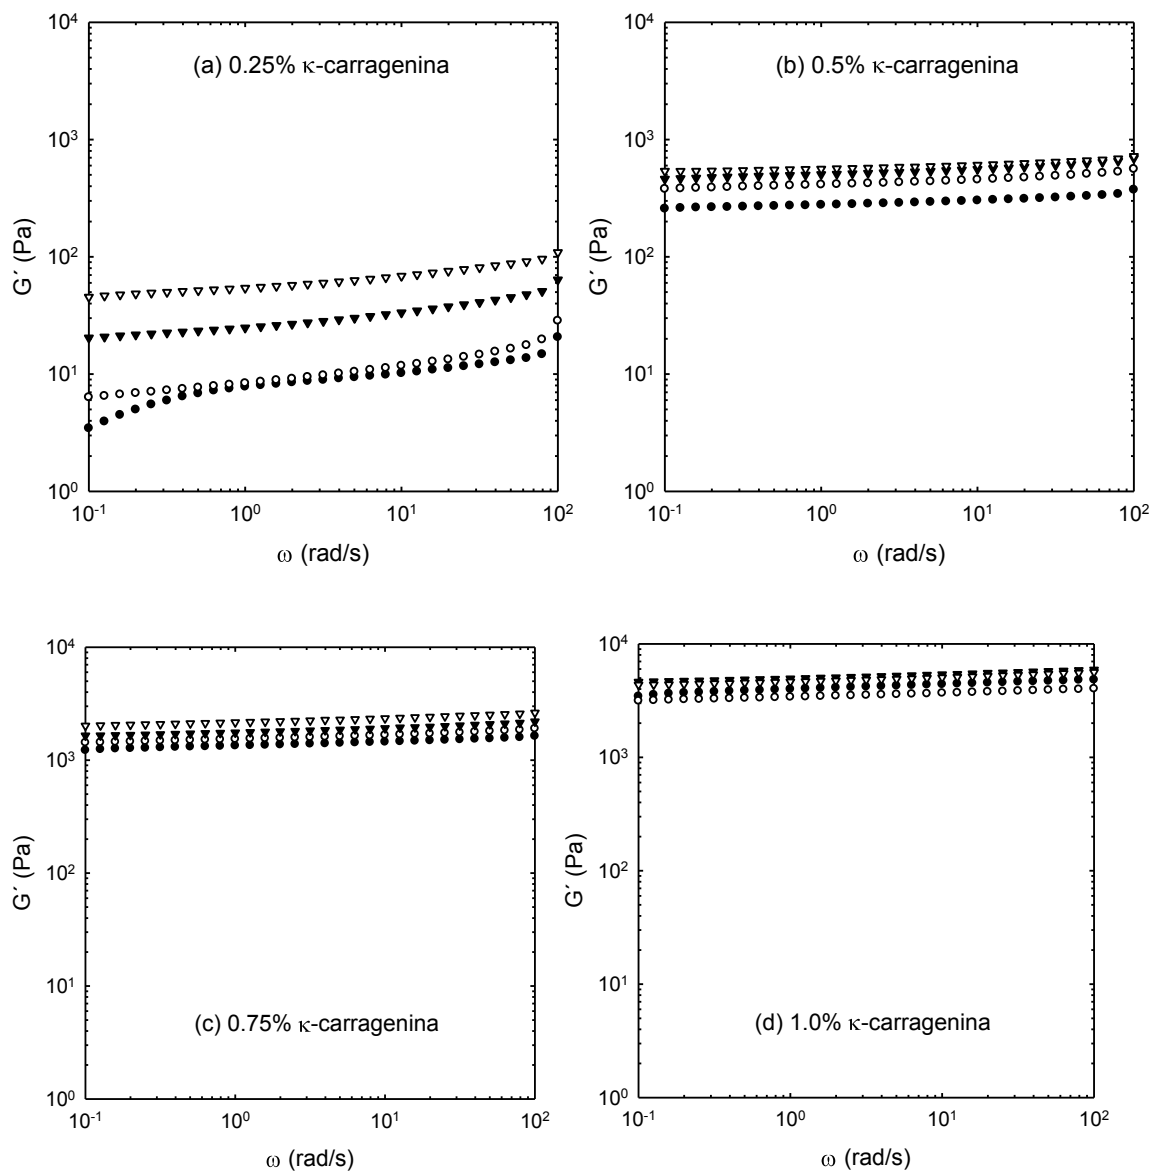 10⁴
(a) 0.25% κ-carragenina
10³
10²
10¹
10⁰
G´ (Pa)
10⁻¹ 10⁰ 10¹ 10²
ω (rad/s)
10⁴
(b) 0.5% κ-carragenina
10³
10²
10¹
10⁰
G´ (Pa)
10⁻¹ 10⁰ 10¹ 10²
ω (rad/s)
10⁴
10³
10²
10¹
(c) 0.75% κ-carragenina
10⁰
G´ (Pa)
10⁻¹ 10⁰ 10¹ 10²
ω (rad/s)
10⁴
10³
10²
10¹
(d) 1.0% κ-carragenina
10⁰
G´ (Pa)
10⁻¹ 10⁰ 10¹ 10²
ω (rad/s)